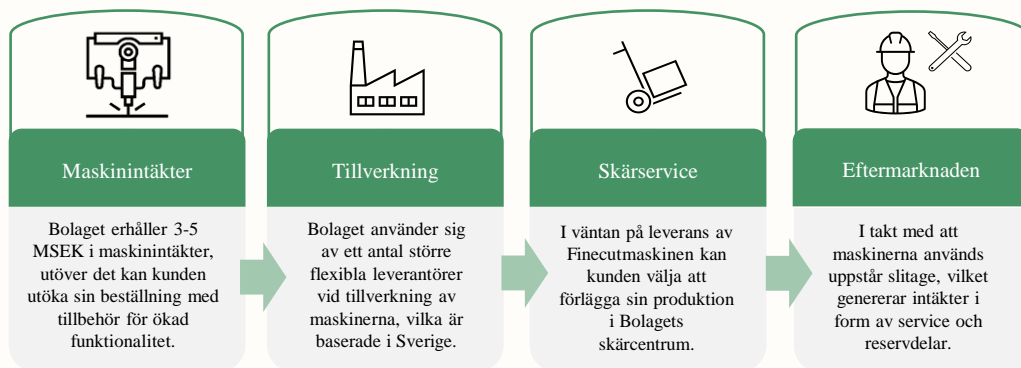 Maskinintäkter
Bolaget erhåller 3-5
MSEK i maskinintäkter,
utöver det kan kunden
utöka sin beställning med
tillbehör för ökad
funktionalitet.
Tillverkning
Bolaget använder sig
av ett antal större
flexibla leverantörer
vid tillverkning av
maskinerna, vilka är
baserade i Sverige.
Skärservice
I väntan på leverans av
Finecutmaskinen kan
kunden välja att
förlägga sin produktion
i Bolagets
skärcentrum.
Eftermarknaden
I takt med att
maskinerna används
uppstår slitage, vilket
genererar intäkter i
form av service och
reservdelar.